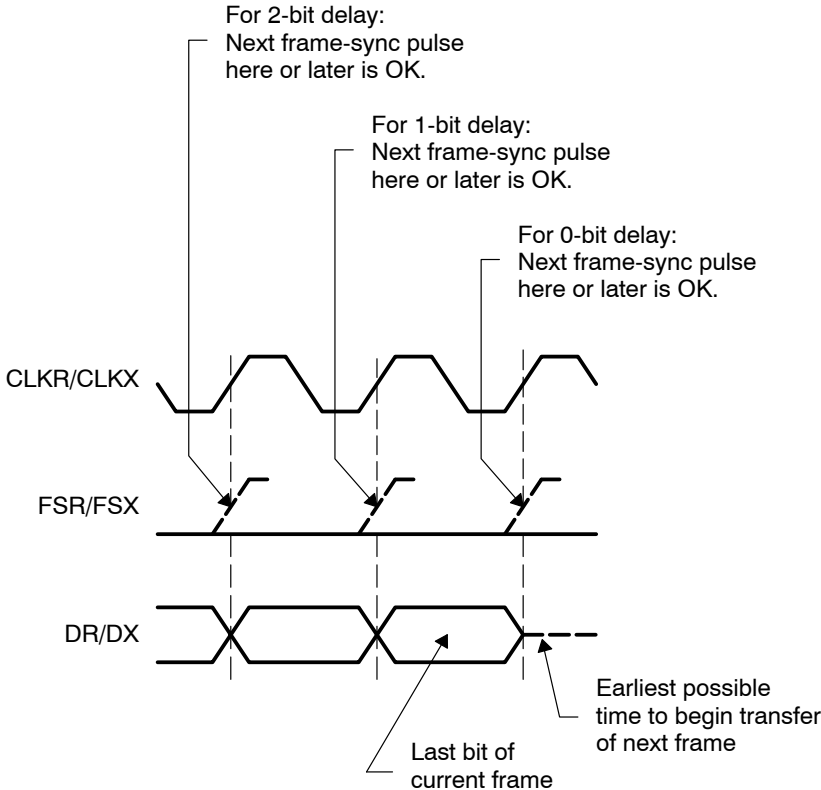 For 2-bit delay:
Next frame-sync pulse
here or later is OK.
For 1-bit delay:
Next frame-sync pulse
here or later is OK.
For 0-bit delay:
Next frame-sync pulse
here or later is OK.
CLKR/CLKX
FSR/FSX
DR/DX
Earliest possible
time to begin transfer
of next frame
Last bit of
current frame